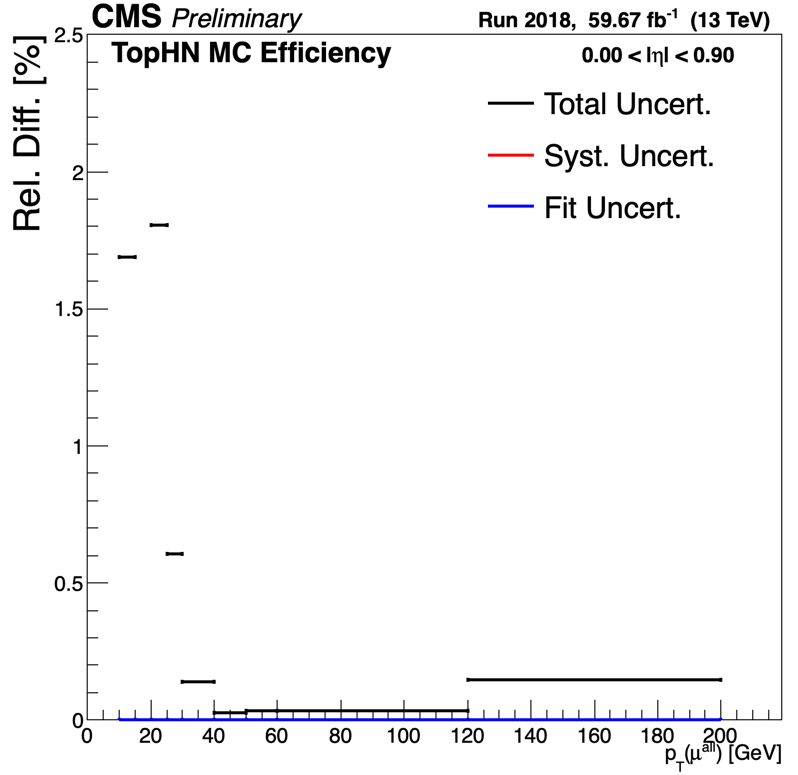 CMS Preliminary Run 2018, 59.67 fb⁻¹ (13 TeV)
TopHN MC Efficiency 0.00 < |η| < 0.90
Rel. Diff. [%]
Total Uncert.
Syst. Uncert.
Fit Uncert.
2.5
2
1.5
1
0.5
0
0 20 40 60 80 100 120 140 160 180 200
p_T(μ^all) [GeV]